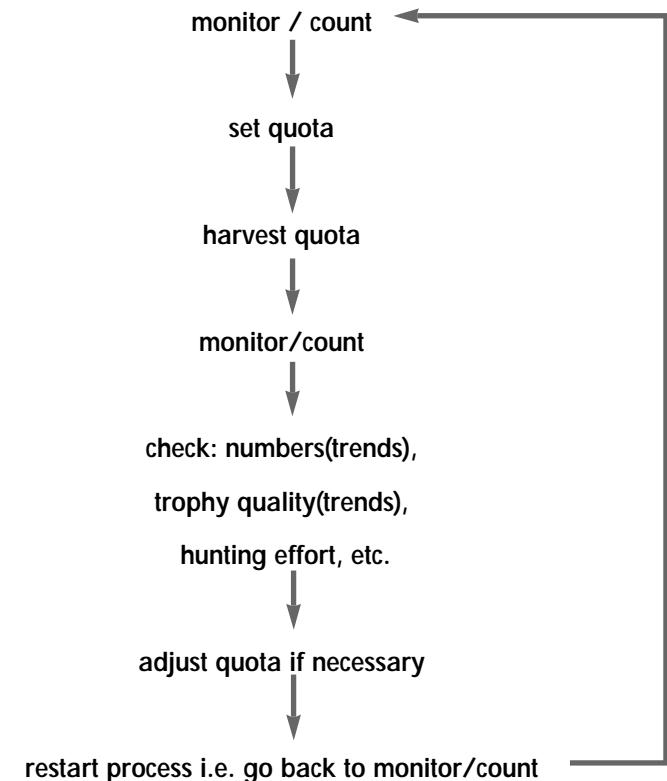 monitor / count
set quota
harvest quota
monitor/count
check: numbers(trends),
trophy quality(trends),
hunting effort, etc.
adjust quota if necessary
restart process i.e. go back to monitor/count